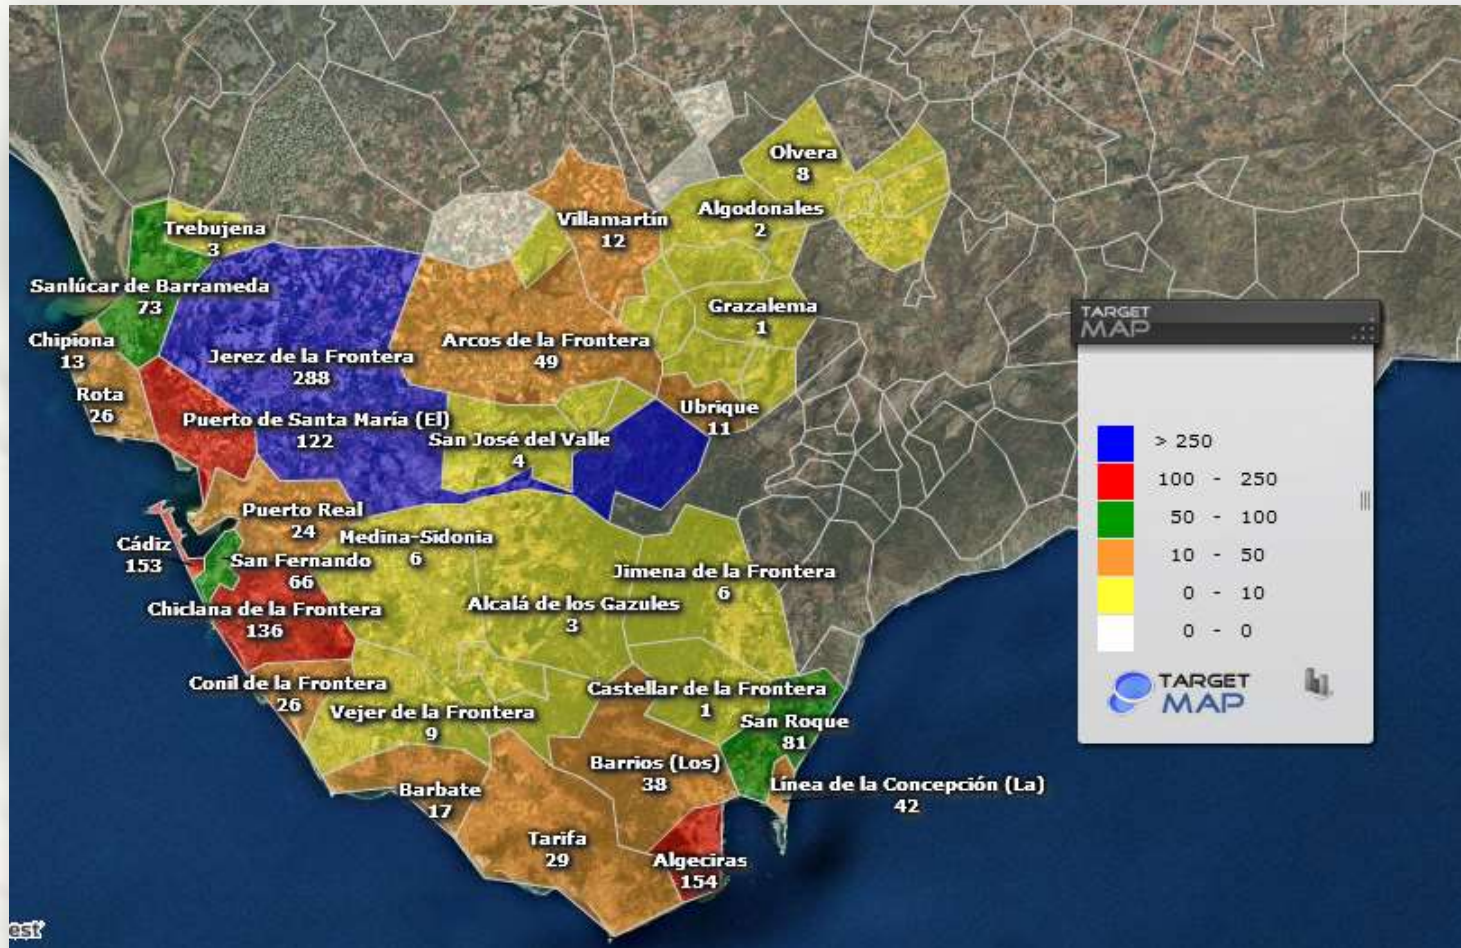 Olvera
8
Algodonales
2
Villamartín
12
Trebujena
3
Sanlúcar de Barrameda
73
Grazalema
1
Chipiona
13
Jerez de la Frontera
288
Arcos de la Frontera
49
Rota
26
Puerto de Santa María (El)
122
San José del Valle
4
Ubrique
11
Puerto Real
24
Medina-Sidonia
6
Cádiz
153
San Fernando
66
Jimena de la Frontera
6
Chiclana de la Frontera
136
Alcalá de los Gazules
3
Conil de la Frontera
26
Vejer de la Frontera
9
Castellar de la Frontera
1
San Roque
81
Barrios (Los)
38
Barbate
17
Línea de la Concepción (La)
42
Tarifa
29
Algeciras
154
est
TARGET
MAP
> 250
100 - 250
50 - 100
10 - 50
0 - 10
0 - 0
TARGET
MAP